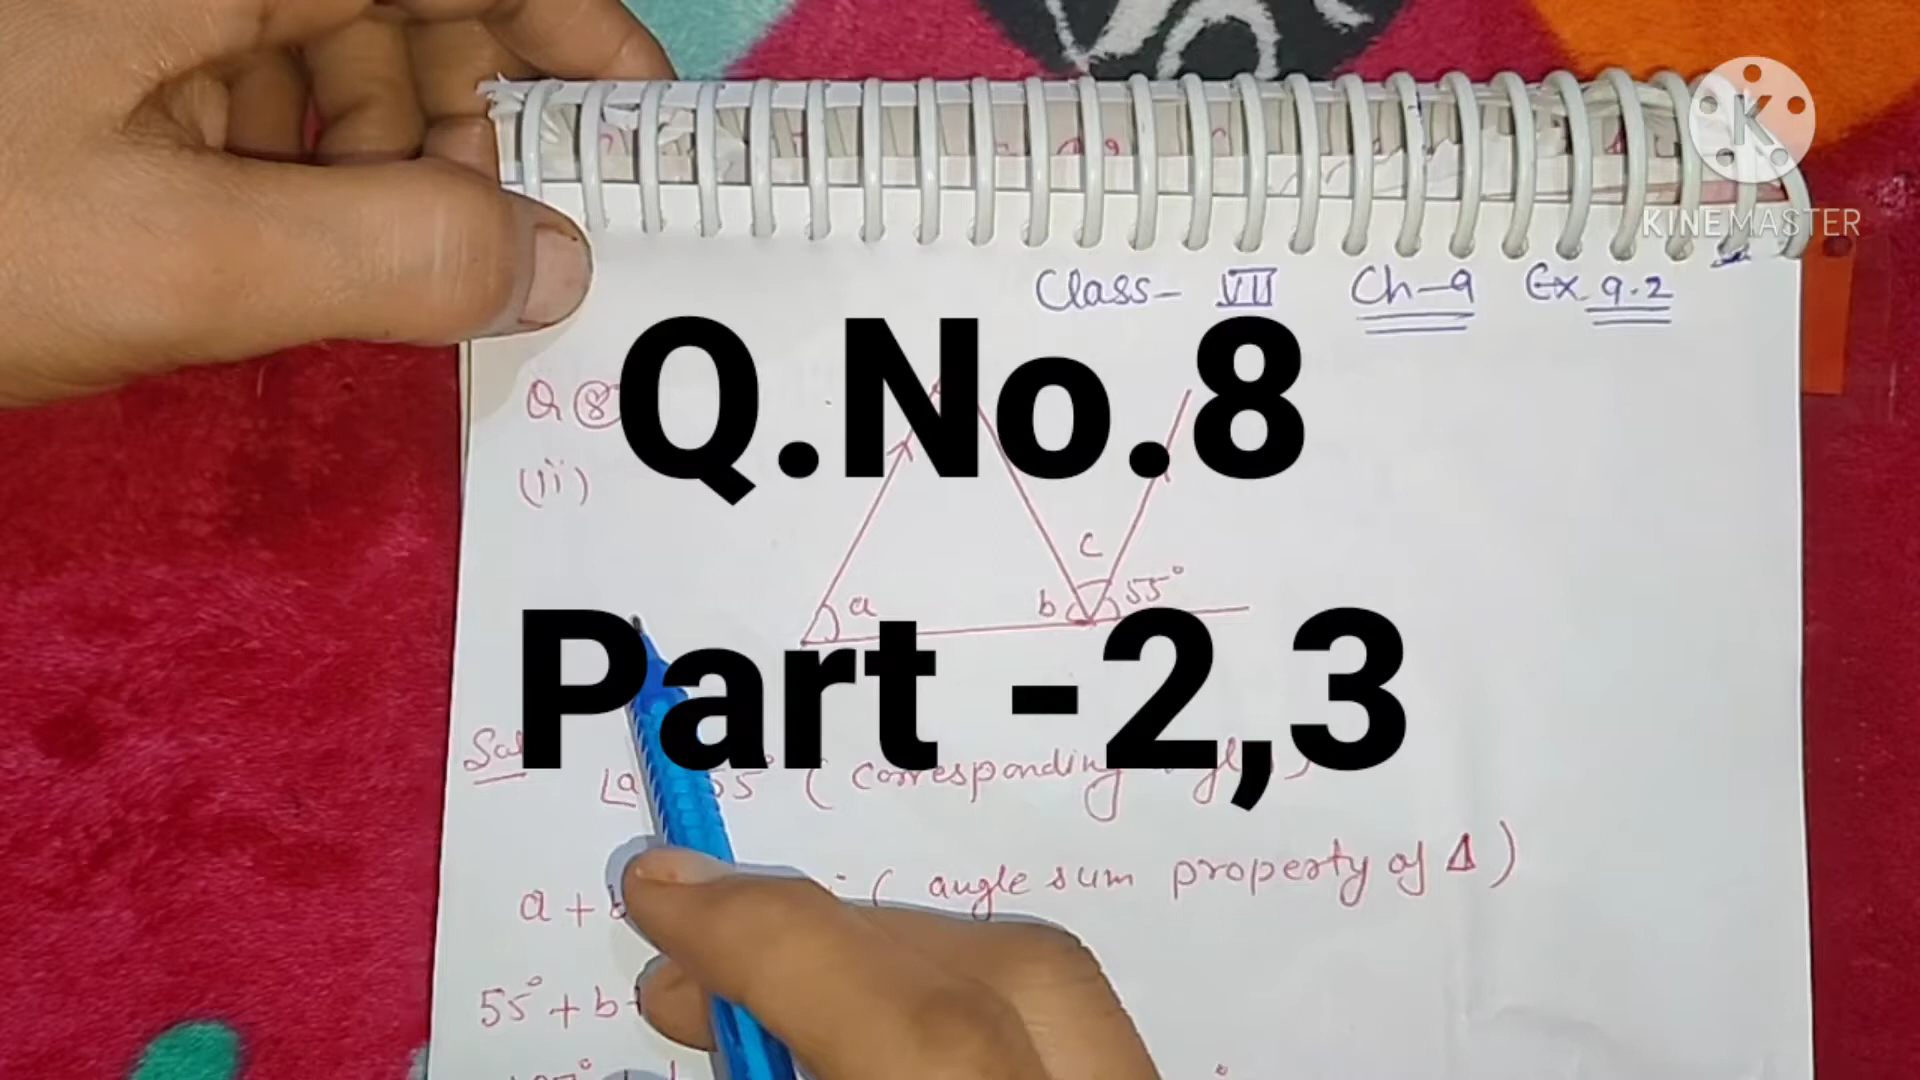 K
KINEMASTER
Class- VII Ch-9 Ex 9.2
Q.No.8
Q 8
(ii)
c
a
b
55°
Part -2,3
55° (corresponding
a +
( angle sum property of Δ )
55° + b +